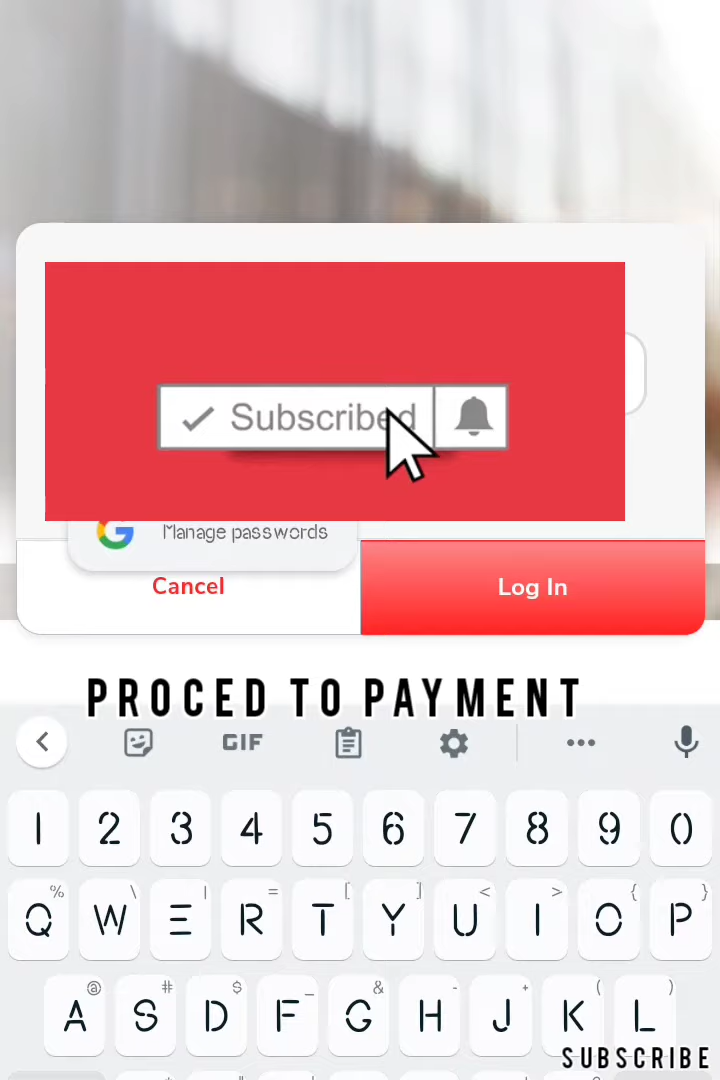 Subscribed
Manage passwords
Cancel
Log In
PROCED TO PAYMENT
GIF
1 2 3 4 5 6 7 8 9 0
% \ | = [ ] < > { }
Q W E R T Y U I O P
@ # $ _ & - + ( )
A S D F G H J K L
SUBSCRIBE